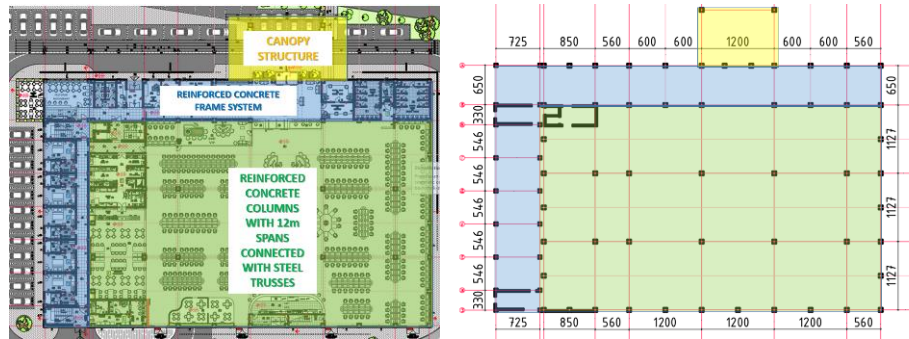 CANOPY
STRUCTURE
REINFORCED CONCRETE
FRAME SYSTEM
REINFORCED
CONCRETE
COLUMNS
WITH 12m
SPANS
CONNECTED
WITH STEEL
TRUSSES
725 850 560 600 600 1200 600 600 560
650
330
546
546
546
546
546
330
650
1127
1127
1127
725 850 560 1200 1200 1200 560